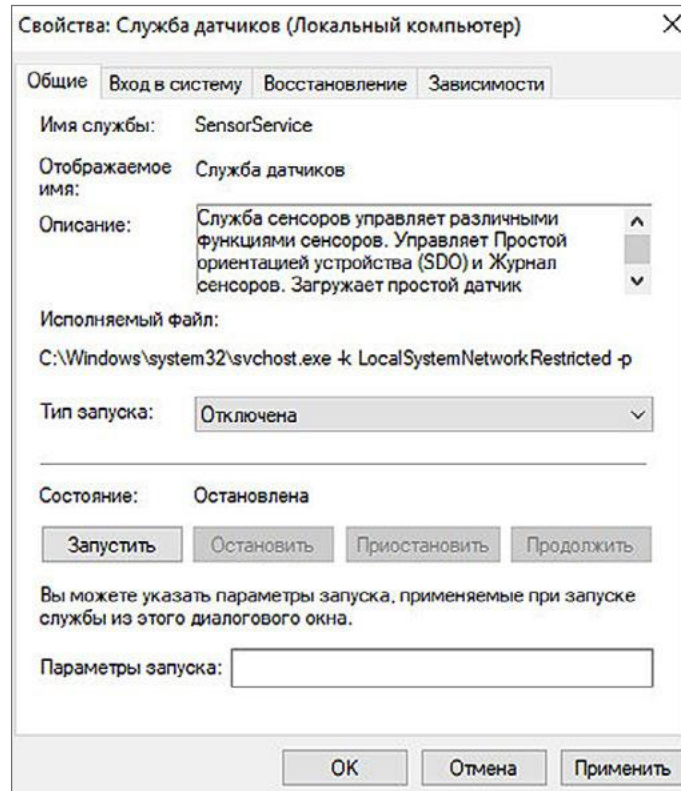 Свойства: Служба датчиков (Локальный компьютер)
Общие Вход в систему Восстановление Зависимости
Имя службы: SensorService
Отображаемое имя: Служба датчиков
Описание: Служба сенсоров управляет различными
функциями сенсоров. Управляет Простой
ориентацией устройства (SDO) и Журнал
сенсоров. Загружает простой датчик
Исполняемый файл:
C:\Windows\system32\svchost.exe -k LocalSystemNetworkRestricted -p
Тип запуска: Отключена
Состояние: Остановлена
Запустить Остановить Приостановить Продолжить
Вы можете указать параметры запуска, применяемые при запуске
службы из этого диалогового окна.
Параметры запуска:
OK Отмена Применить